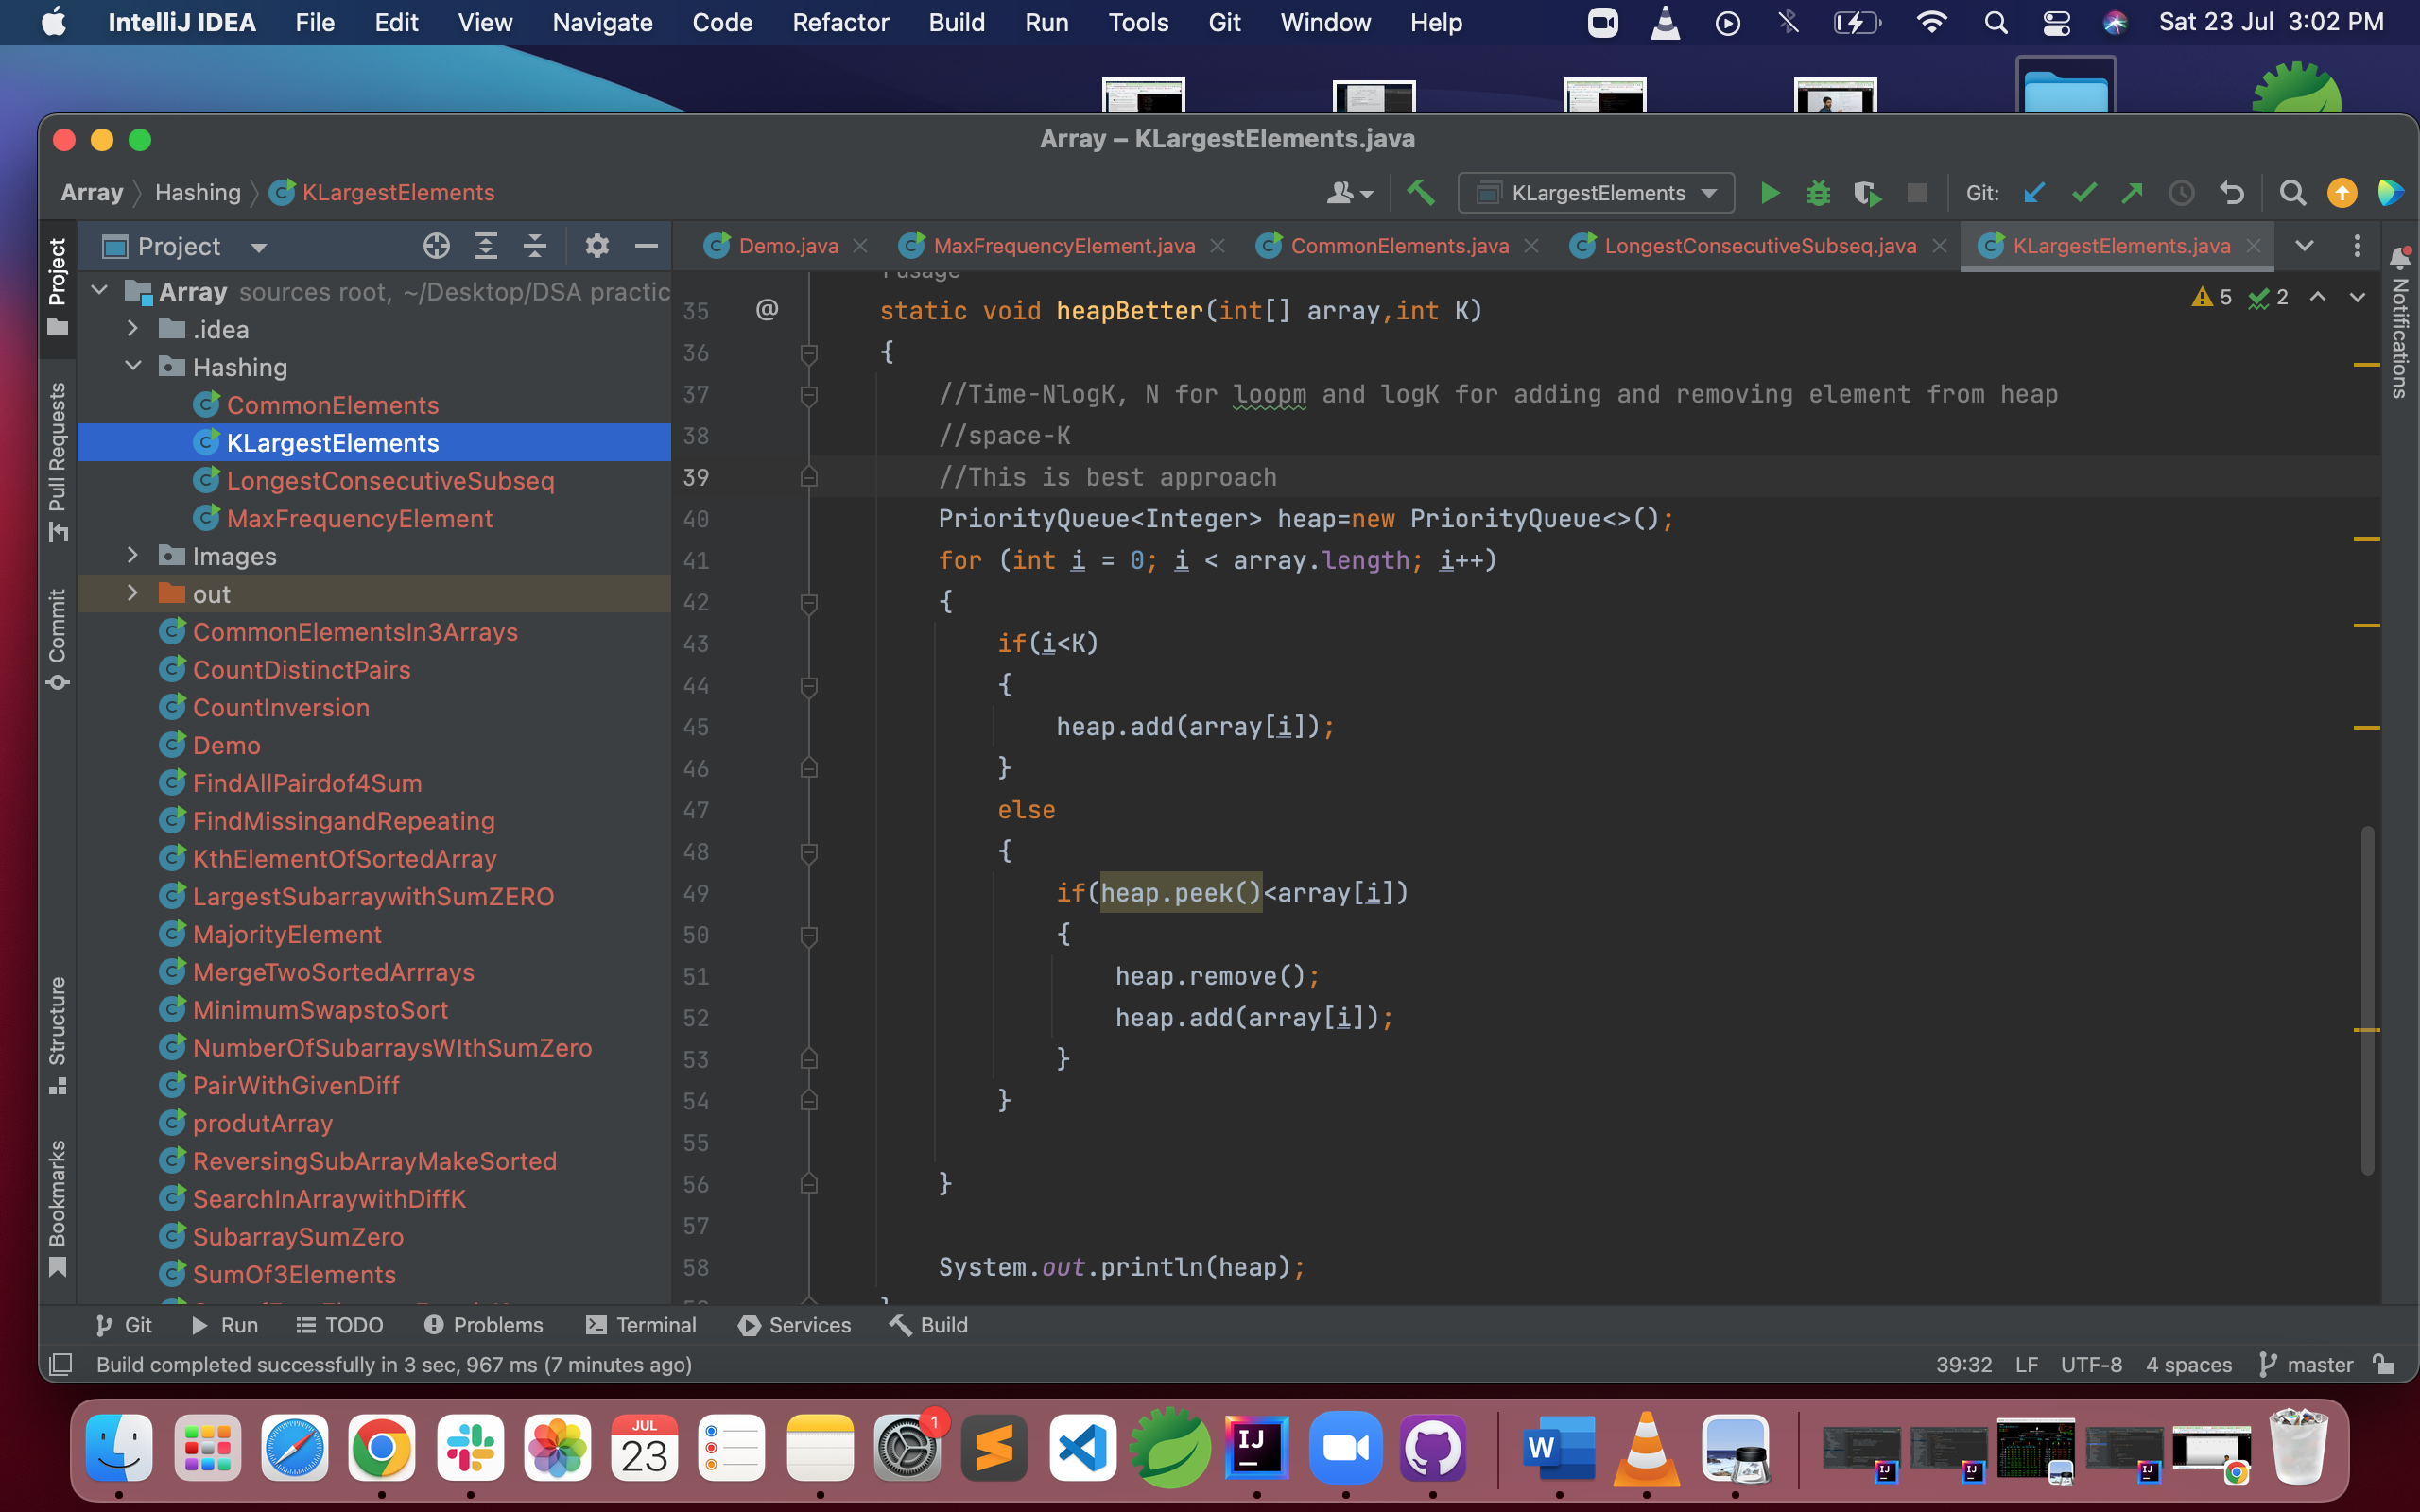 IntelliJ IDEA File Edit View Navigate Code Refactor Build Run Tools Git Window Help Sat 23 Jul 3:02 PM
Array – KLargestElements.java
Array Hashing KLargestElements KLargestElements Git:
Project Demo.java MaxFrequencyElement.java CommonElements.java LongestConsecutiveSubseq.java KLargestElements.java
Project
Pull Requests
Commit
Structure
Bookmarks
Array sources root, ~/Desktop/DSA practic
.idea
Hashing
CommonElements
KLargestElements
LongestConsecutiveSubseq
MaxFrequencyElement
Images
out
CommonElementsIn3Arrays
CountDistinctPairs
CountInversion
Demo
FindAllPairdof4Sum
FindMissingandRepeating
KthElementOfSortedArray
LargestSubarraywithSumZERO
MajorityElement
MergeTwoSortedArrrays
MinimumSwapstoSort
NumberOfSubarraysWIthSumZero
PairWithGivenDiff
produtArray
ReversingSubArrayMakeSorted
SearchInArraywithDiffK
SubarraySumZero
SumOf3Elements
1 usage
35 @ static void heapBetter(int[] array,int K)
36 {
37 //Time-NlogK, N for loopm and logK for adding and removing element from heap
38 //space-K
39 //This is best approach
40 PriorityQueue<Integer> heap=new PriorityQueue<>();
41 for (int i = 0; i < array.length; i++)
42 {
43 if(i<K)
44 {
45 heap.add(array[i]);
46 }
47 else
48 {
49 if(heap.peek()<array[i])
50 {
51 heap.remove();
52 heap.add(array[i]);
53 }
54 }
55
56 }
57
58 System.out.println(heap);
5 2
Notifications
Git Run TODO Problems Terminal Services Build
Build completed successfully in 3 sec, 967 ms (7 minutes ago) 39:32 LF UTF-8 4 spaces master
JUL
23
1
IJ
W
IJ
IJ
IJ